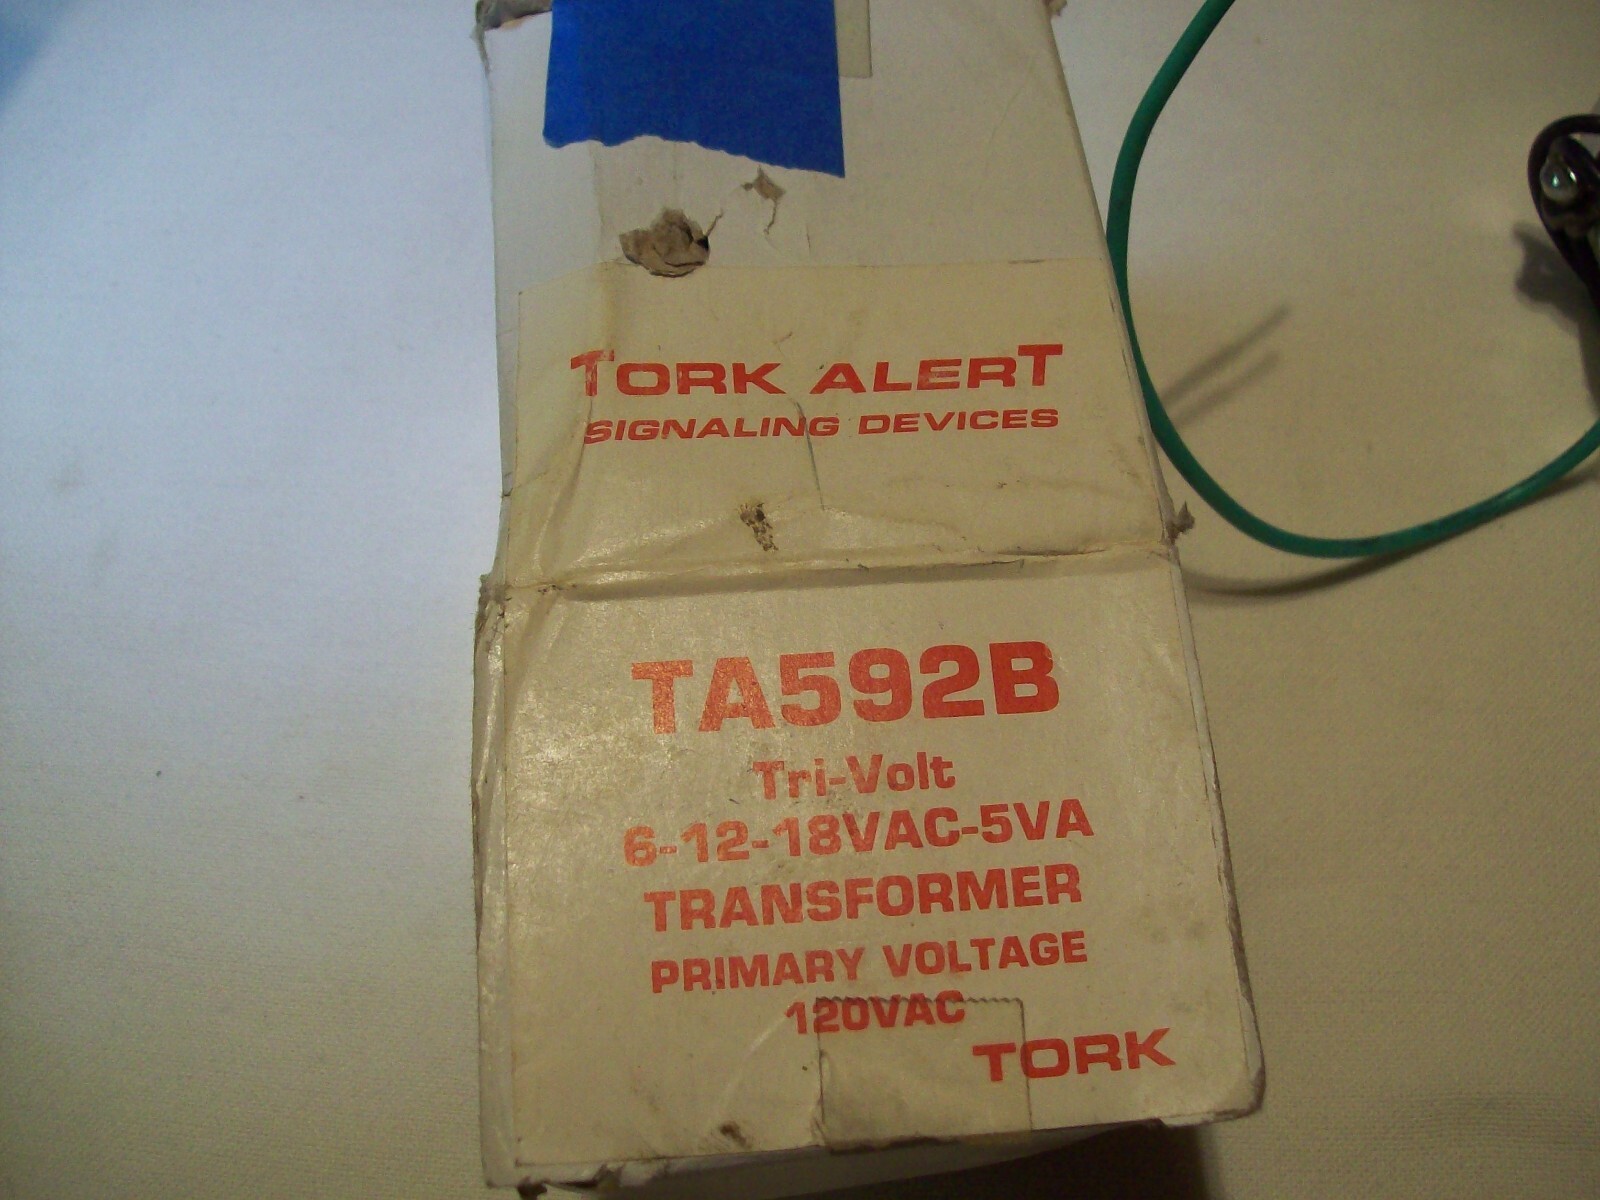 TORK ALERT
SIGNALING DEVICES
TA592B
Tri-Volt
6-12-18VAC-5VA
TRANSFORMER
PRIMARY VOLTAGE
120VAC
TORK